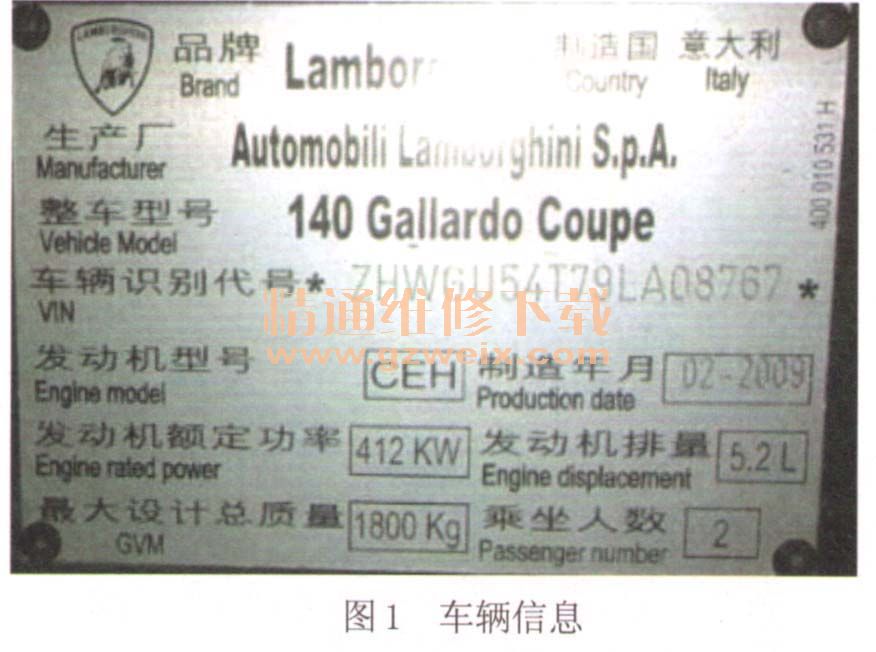 LAMBORGHINI
品牌 制造国 意大利
Brand Lambor Country Italy
生产厂
Manufacturer Automobili Lamborghini S.p.A.
整车型号
Vehicle Model 140 Gallardo Coupe
车辆识别代号* ZHWGU54T79LA08767 *
VIN
精通维修下载
www.gzweix.com
发动机型号 CEH 制造年月 02-2009
Engine model Production date
发动机额定功率 412 KW 发动机排量 5.2 L
Engine rated power Engine displacement
最大设计总质量 1800 Kg 乘坐人数 2
GVM Passenger number
400 010 531 H
图1 车辆信息